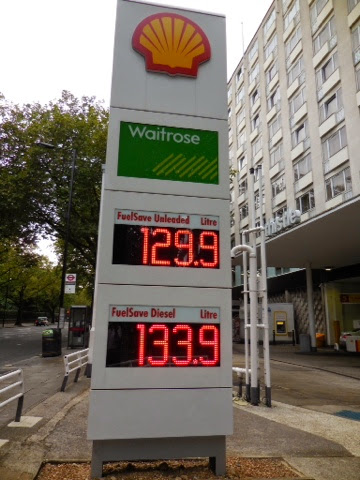 Waitrose
FuelSave Unleaded Litre
129.9
FuelSave Diesel Litre
133.9